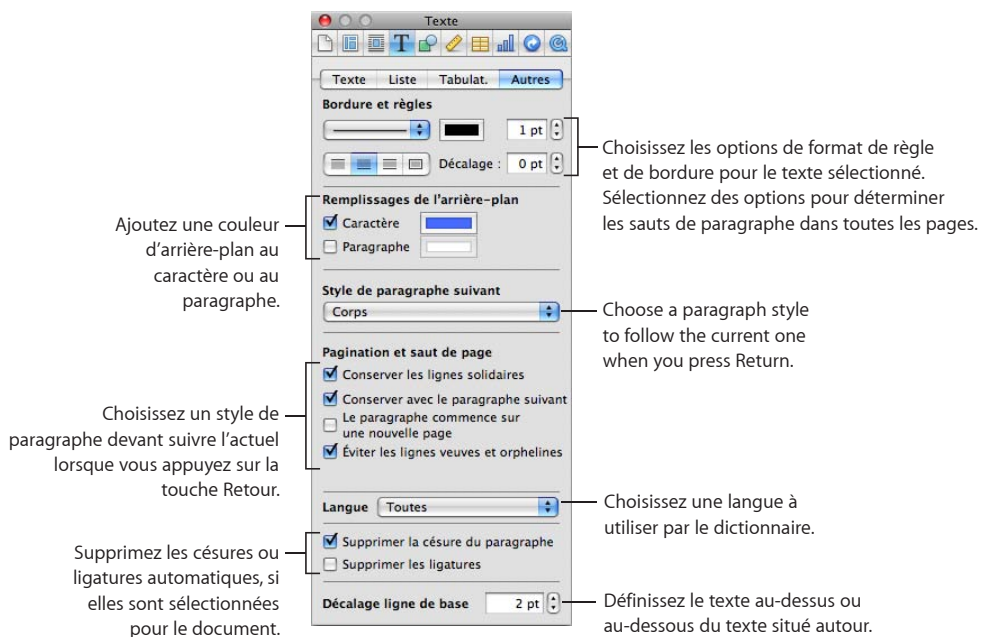 Texte
T
Texte Liste Tabulat. Autres
Bordure et règles
1 pt
Décalage : 0 pt
Choisissez les options de format de règle
et de bordure pour le texte sélectionné.
Sélectionnez des options pour déterminer
les sauts de paragraphe dans toutes les pages.
Remplissages de l'arrière-plan
Caractère
Paragraphe
Ajoutez une couleur
d'arrière-plan au
caractère ou au
paragraphe.
Style de paragraphe suivant
Corps
Choose a paragraph style
to follow the current one
when you press Return.
Pagination et saut de page
Conserver les lignes solidaires
Conserver avec le paragraphe suivant
Le paragraphe commence sur
une nouvelle page
Éviter les lignes veuves et orphelines
Choisissez un style de
paragraphe devant suivre l'actuel
lorsque vous appuyez sur la
touche Retour.
Langue Toutes
Choisissez une langue à
utiliser par le dictionnaire.
Supprimer la césure du paragraphe
Supprimer les ligatures
Supprimez les césures ou
ligatures automatiques, si
elles sont sélectionnées
pour le document.
Décalage ligne de base 2 pt
Définissez le texte au-dessus ou
au-dessous du texte situé autour.